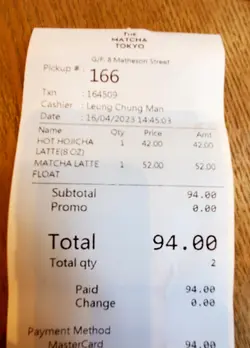 THE
MATCHA
TOKYO
G/F. 8 Matheson Street
Pickup #: 166
Txn : 164509
Cashier : Leung Chung Man
Date : 16/04/2023 14:45:03
Name Qty Price Amt
HOT HOJICHA 1 42.00 42.00
LATTE(8 OZ)
MATCHA LATTE 1 52.00 52.00
FLOAT
Subtotal 94.00
Promo 0.00
Total 94.00
Total qty 2
Paid 94.00
Change 0.00
Payment Method
MasterCard 94.00